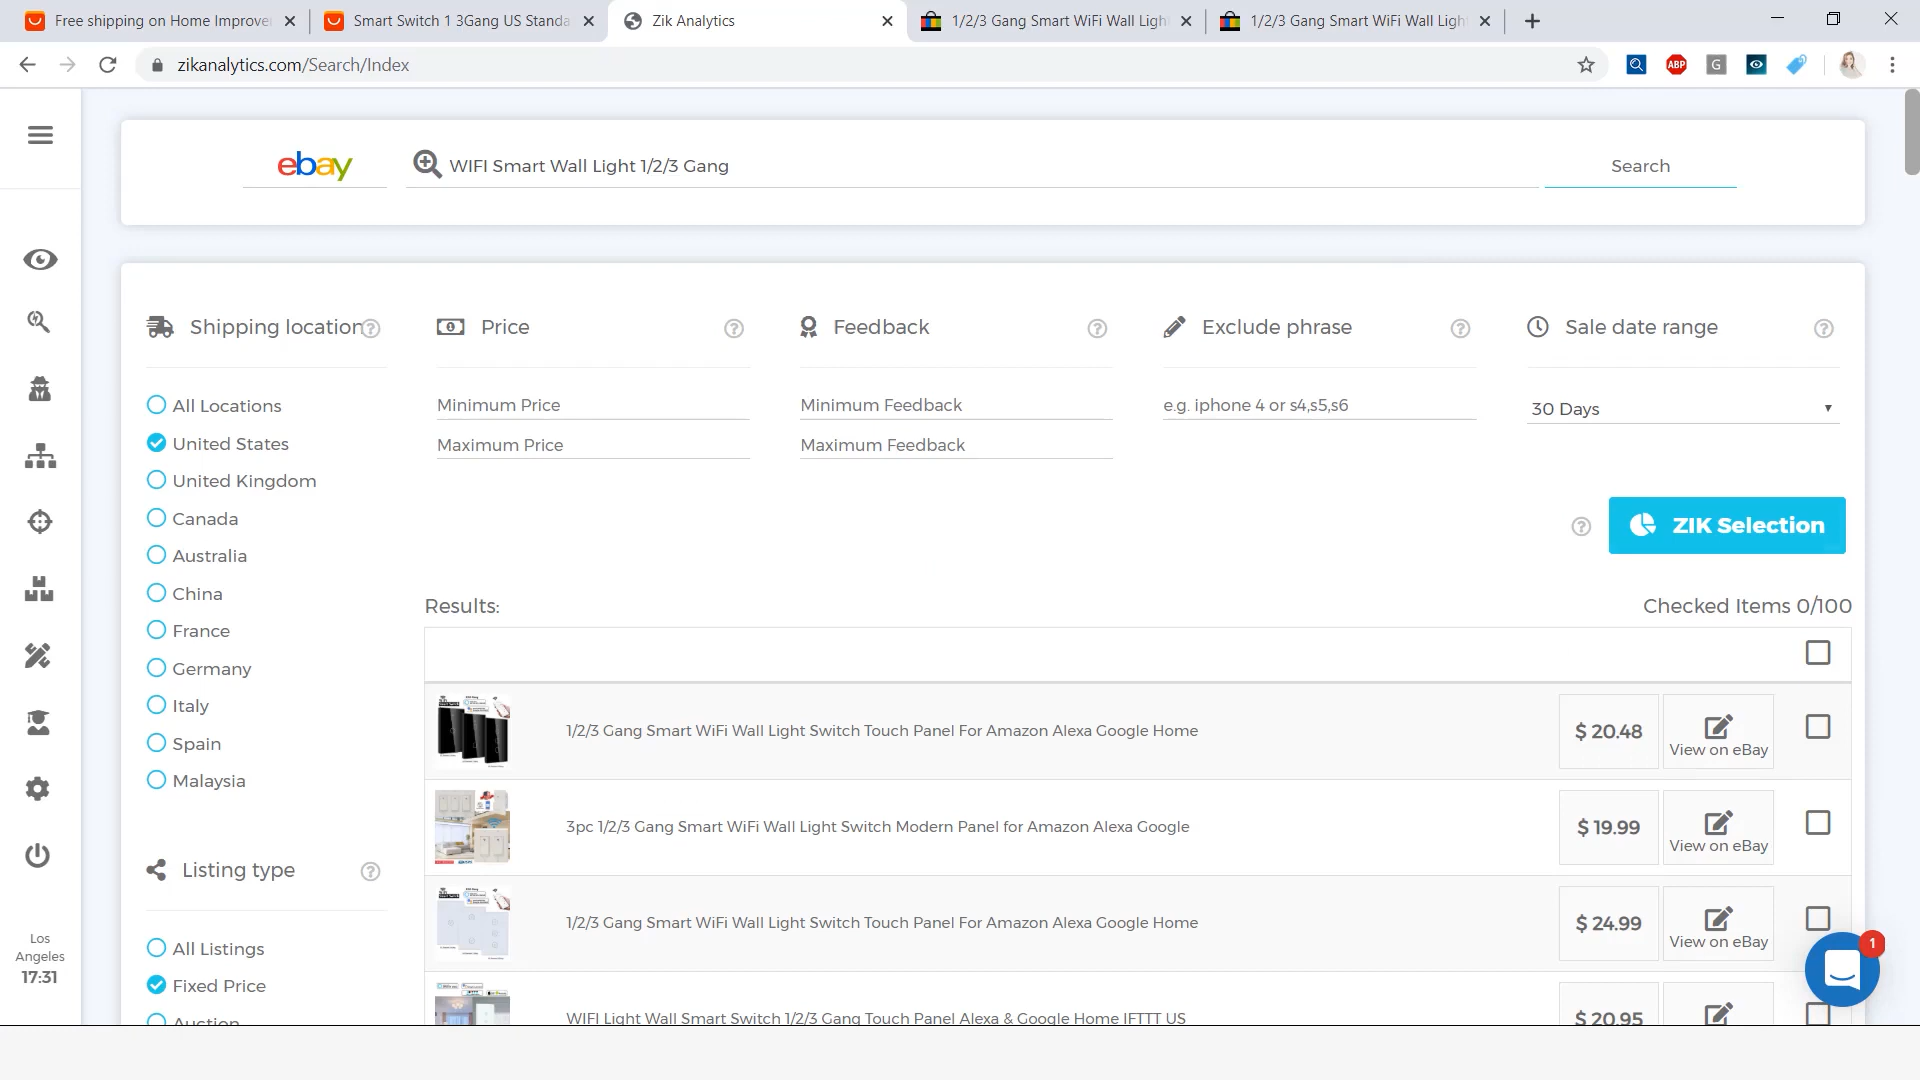 Free shipping on Home Improve
Smart Switch 1 3Gang US Standa
Zik Analytics
1/2/3 Gang Smart WiFi Wall Ligh
1/2/3 Gang Smart WiFi Wall Ligh
zikanalytics.com/Search/Index
ABP
G
ebay
WIFI Smart Wall Light 1/2/3 Gang
Search
Shipping location
Price
Feedback
Exclude phrase
Sale date range
All Locations
Minimum Price
Minimum Feedback
e.g. iphone 4 or s4,s5,s6
30 Days
United States
Maximum Price
Maximum Feedback
United Kingdom
Canada
ZIK Selection
Australia
China
Results:
Checked Items 0/100
France
Germany
Italy
1/2/3 Gang Smart WiFi Wall Light Switch Touch Panel For Amazon Alexa Google Home
$ 20.48
View on eBay
Spain
Malaysia
3pc 1/2/3 Gang Smart WiFi Wall Light Switch Modern Panel for Amazon Alexa Google
$ 19.99
View on eBay
Listing type
1/2/3 Gang Smart WiFi Wall Light Switch Touch Panel For Amazon Alexa Google Home
$ 24.99
View on eBay
Los
Angeles
17:31
All Listings
1
Fixed Price
Auction
WIFI Light Wall Smart Switch 1/2/3 Gang Touch Panel Alexa & Google Home IFTTT US
$ 20.95